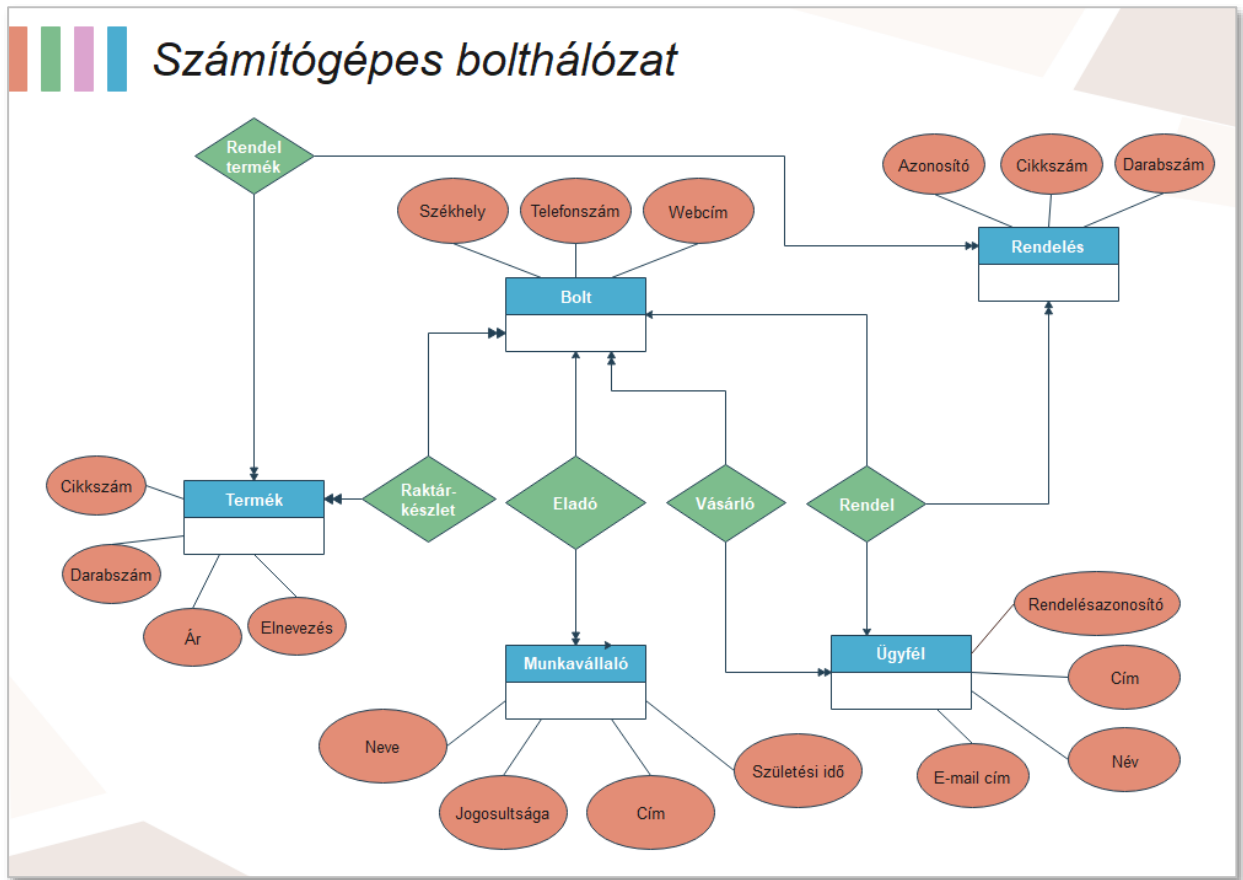 Számítógépes bolthálózat
Rendel
termék
Azonosító
Cikkszám
Darabszám
Székhely
Telefonszám
Webcím
Rendelés
Bolt
Cikkszám
Termék
Raktár-
készlet
Eladó
Vásárló
Rendel
Darabszám
Ár
Elnevezés
Rendelésazonosító
Munkavállaló
Ügyfél
Cím
Neve
Születési idő
Név
E-mail cím
Jogosultsága
Cím